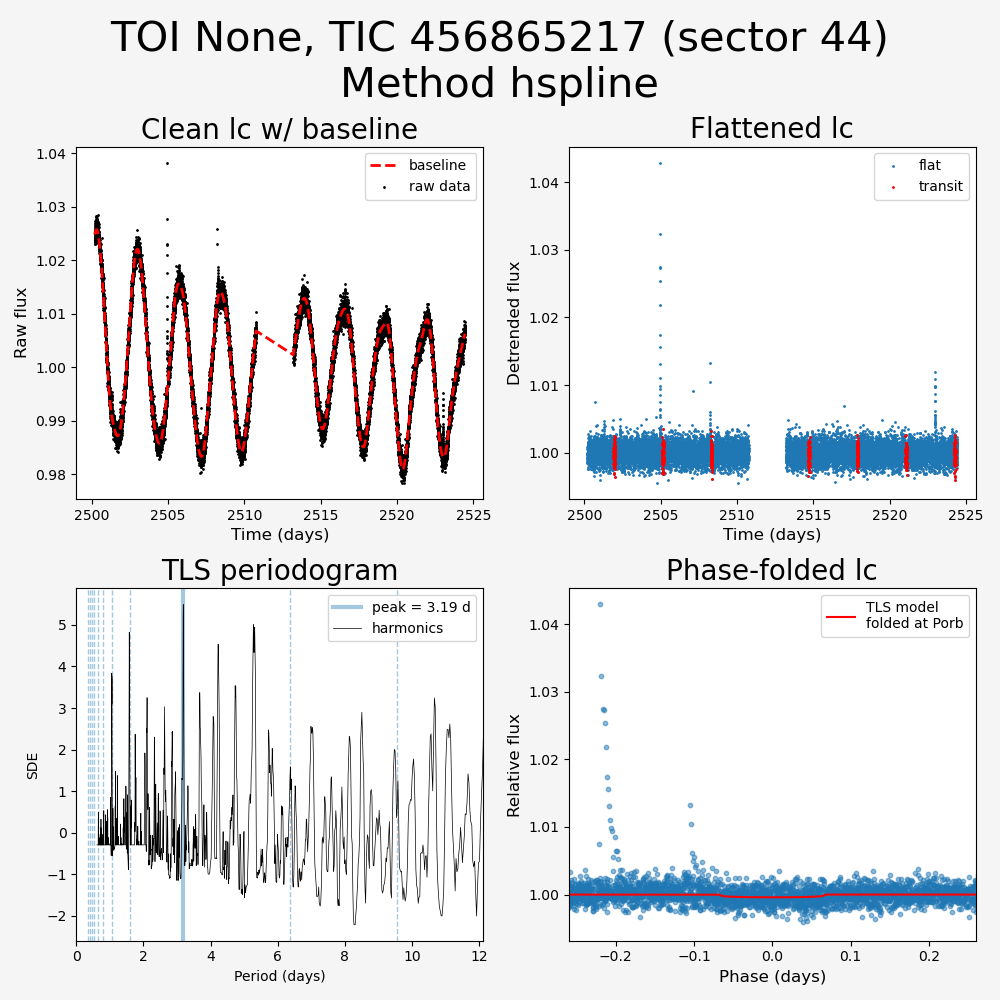 TOI None, TIC 456865217 (sector 44)
Method hspline
Clean lc w/ baseline
Raw flux
1.04
1.03
1.02
1.01
1.00
0.99
0.98
baseline
raw data
2500
2505
2510
2515
2520
2525
Time (days)
Flattened lc
Detrended flux
1.04
1.03
1.02
1.01
1.00
flat
transit
2500
2505
2510
2515
2520
2525
Time (days)
TLS periodogram
SDE
5
4
3
2
1
0
−1
−2
peak = 3.19 d
harmonics
0
2
4
6
8
10
12
Period (days)
Phase-folded lc
Relative flux
1.04
1.03
1.02
1.01
1.00
TLS model
folded at Porb
−0.2
−0.1
0.0
0.1
0.2
Phase (days)